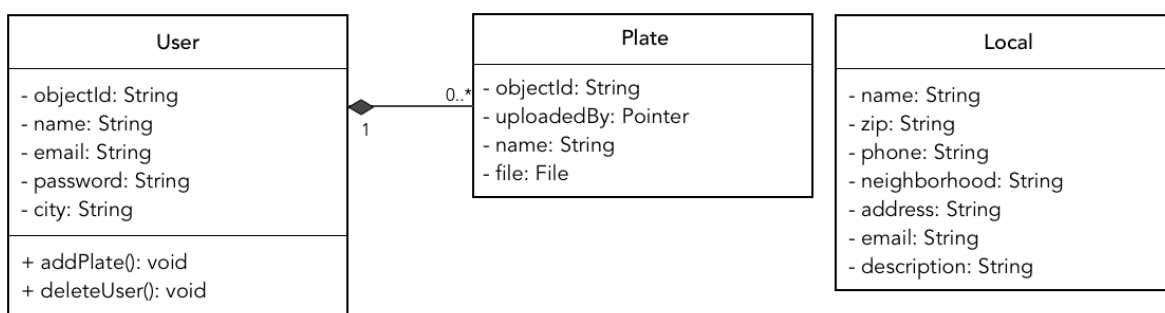 User
- objectId: String
- name: String
- email: String
- password: String
- city: String
+ addPlate(): void
+ deleteUser(): void
1
0..*
Plate
- objectId: String
- uploadedBy: Pointer
- name: String
- file: File
Local
- name: String
- zip: String
- phone: String
- neighborhood: String
- address: String
- email: String
- description: String